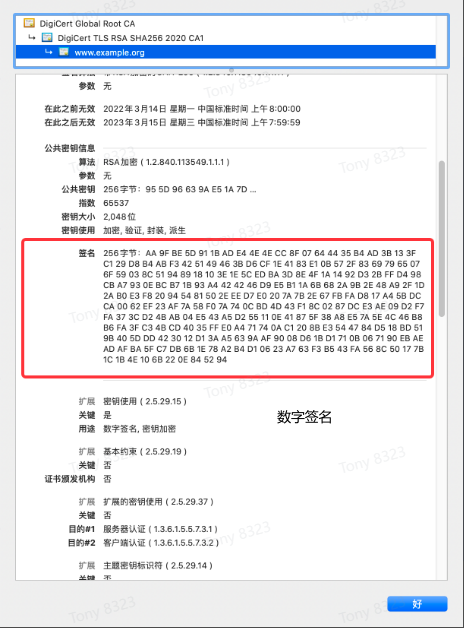 DigiCert Global Root CA
DigiCert TLS RSA SHA256 2020 CA1
www.example.org
参数 无
在此之前无效 2022年3月14日 星期一 中国标准时间 上午8:00:00
在此之后无效 2023年3月15日 星期三 中国标准时间 上午7:59:59
公共密钥信息
算法 RSA加密 ( 1.2.840.113549.1.1.1 )
参数 无
公共密钥 256字节：95 5D 96 63 9A E5 1A 7D ...
指数 65537
密钥大小 2,048位
密钥使用 加密, 验证, 封装, 派生
签名 256字节：AA 9F BE 5D 91 1B AD E4 4E 4E CC 8F 07 64 44 35 B4 AD 3B 13 3F
C1 29 D8 B4 AB F3 42 51 49 46 3B D6 CF 1E 41 83 E1 0B 57 2F 83 69 79 65 07
6F 59 03 8C 51 94 89 18 10 3E 1E 5C ED BA 3D 8E 4F 1A 14 92 D3 2B FF D4 98
CB A7 93 0E BC B7 1B 93 A4 42 42 46 D9 E5 B1 1A 6B 68 2A 9B 2E 48 A9 2F 1D
2A B0 E3 F8 20 94 54 81 50 2E EE D7 E0 20 7A 7B 2E 67 FB FA D8 17 A4 5B DC
CA 00 62 EF 23 AF 7A 58 F0 7A 74 0C BD 4D 43 F1 8C 02 87 DC E3 AE 09 D2 F7
FA 37 3C D2 4B AB 04 E5 43 A5 D2 55 11 0E 41 87 5F 38 A8 E5 7A 5E 4C 46 B8
B6 FA 3F C3 4B CD 40 35 FF E0 A4 71 74 0A C1 20 8B E3 54 47 84 D5 18 BD 51
9B 40 5D DD 42 30 12 D1 3A A5 63 9A AF 90 08 D6 1B D1 71 0B 06 71 90 EB AE
AD AF BA 5F C7 DB 6B 1E 78 A2 B4 D1 06 23 A7 63 F3 B5 43 FA 56 8C 50 17 7B
1C 1B 4E 10 6B 22 0E 84 52 94
扩展 密钥使用 ( 2.5.29.15 )
关键 是
用途 数字签名, 密钥加密
数字签名
扩展 基本约束 ( 2.5.29.19 )
关键 否
证书颁发机构 否
扩展 扩展的密钥使用 ( 2.5.29.37 )
关键 否
目的#1 服务器认证 ( 1.3.6.1.5.5.7.3.1 )
目的#2 客户端认证 ( 1.3.6.1.5.5.7.3.2 )
扩展 主题密钥标识符 ( 2.5.29.14 )
关键 否
好
Tony 8323